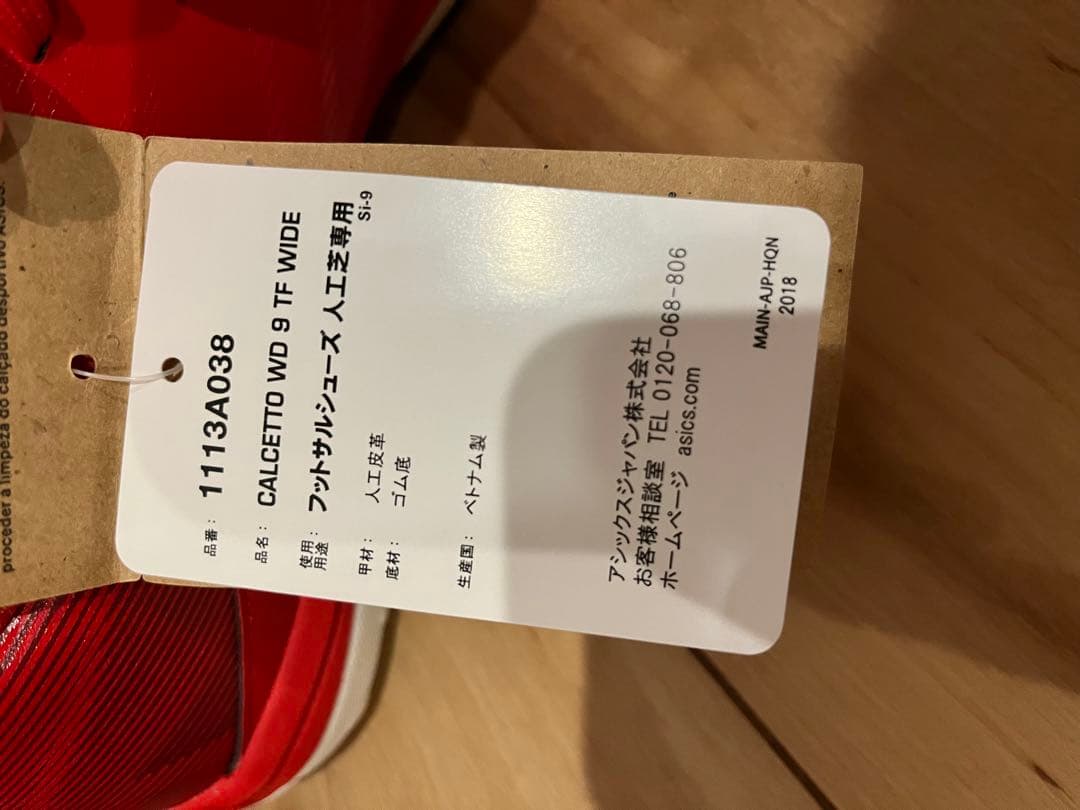 proceder à limpeza do calçado desportivo ASICS.
品番： 1113A038
品名： CALCETTO WD 9 TF WIDE
使用： フットサルシューズ 人工芝専用
用途：
Si-9
甲材： 人工皮革
底材： ゴム底
生産国： ベトナム製
アシックスジャパン株式会社
お客様相談室 TEL 0120-068-806
ホームページ asics.com
MAIN-AJP-HQN
2018